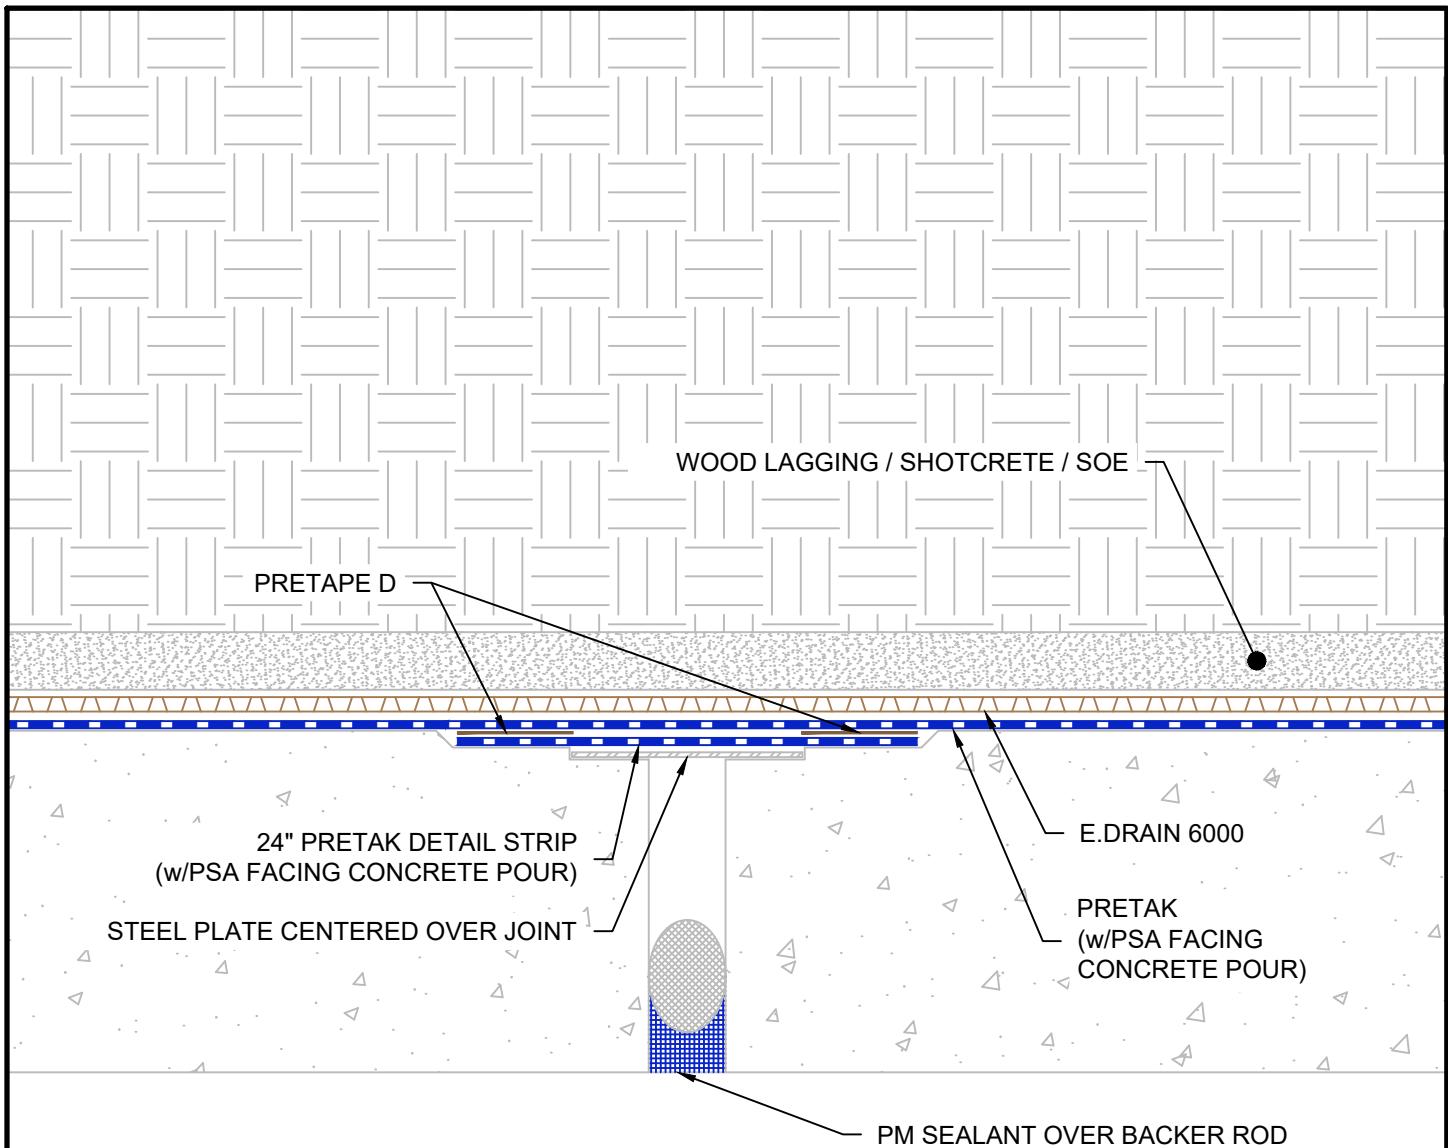 WOOD LAGGING / SHOTCRETE / SOE
PRETAPE D
24" PRETAK DETAIL STRIP
(w/PSA FACING CONCRETE POUR)
STEEL PLATE CENTERED OVER JOINT
E.DRAIN 6000
PRETAK
(w/PSA FACING
CONCRETE POUR)
PM SEALANT OVER BACKER ROD